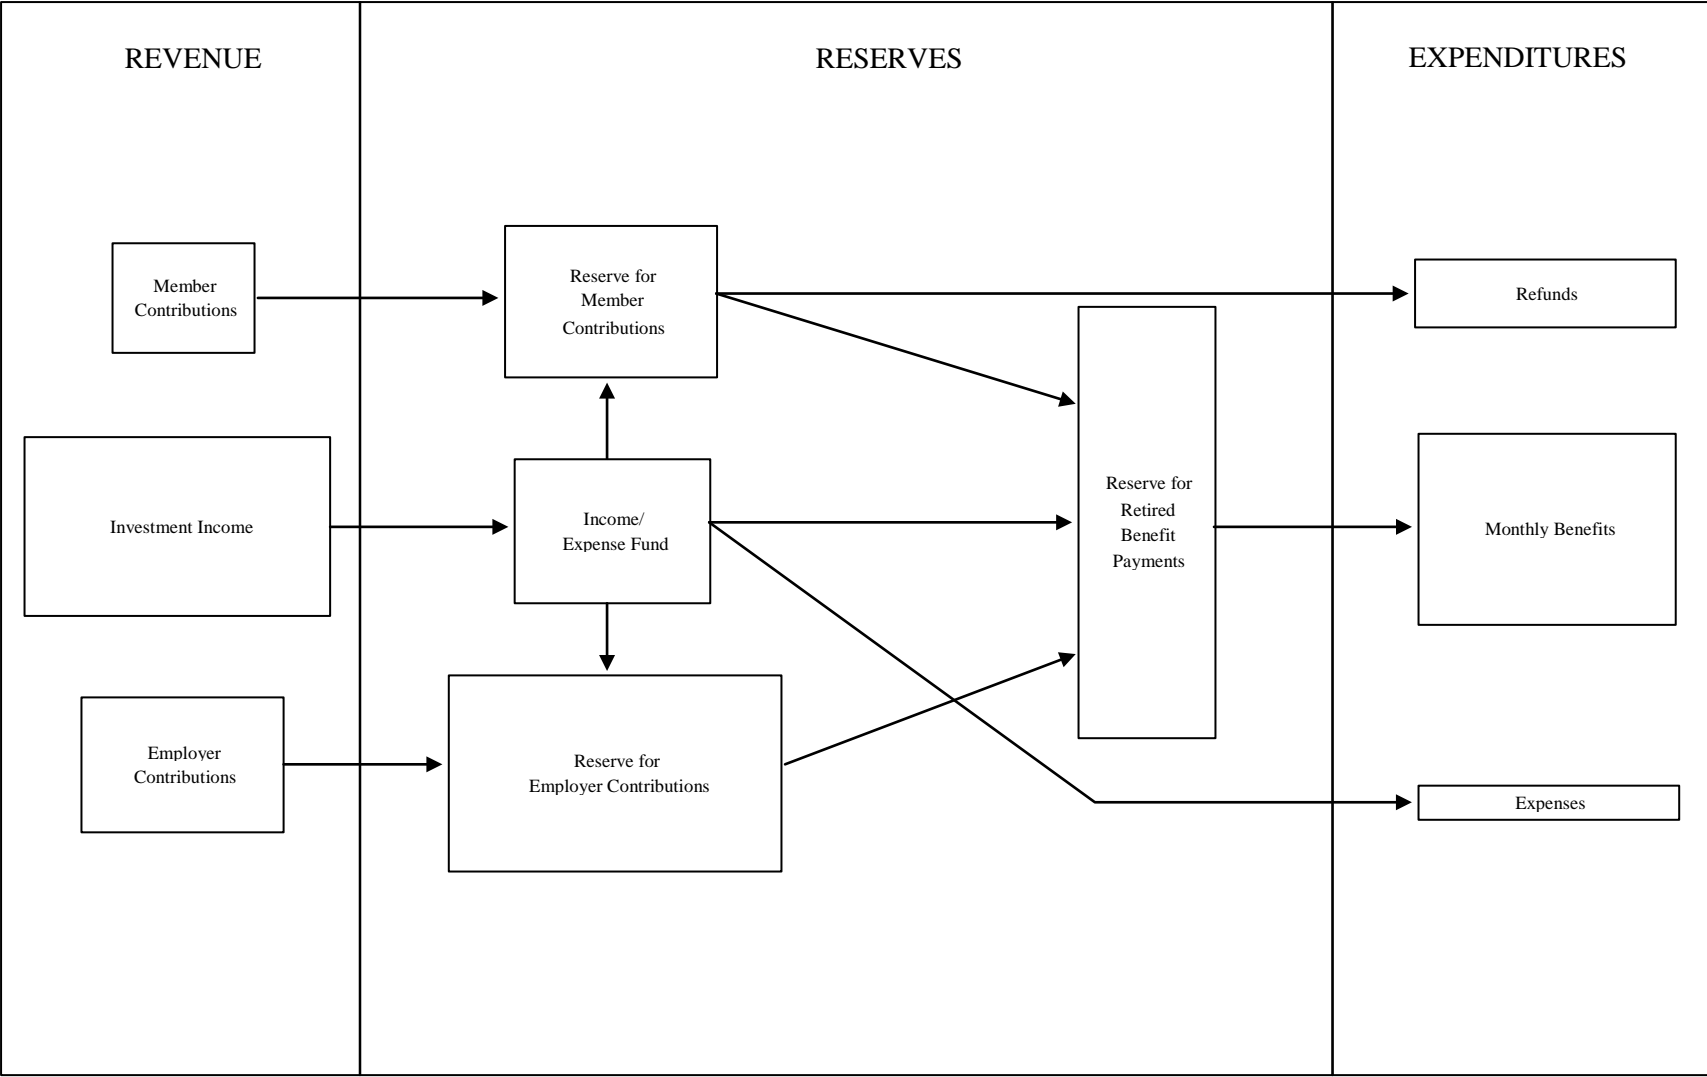 REVENUE
RESERVES
EXPENDITURES
Member
Contributions
Reserve for
Member
Contributions
Refunds
Investment Income
Income/
Expense Fund
Reserve for
Retired
Benefit
Payments
Monthly Benefits
Employer
Contributions
Reserve for
Employer Contributions
Expenses